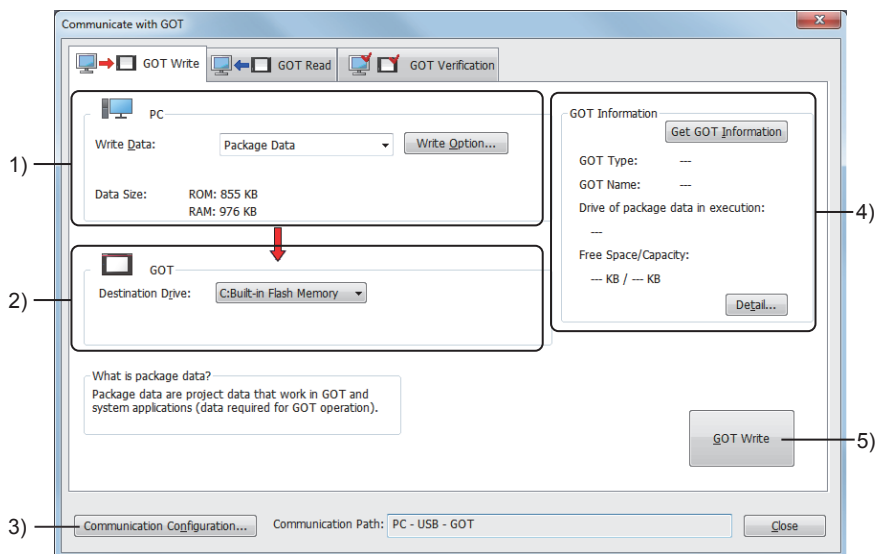 Communicate with GOT
x
GOT Write
GOT Read
GOT Verification
1)
PC
Write Data:
Package Data
Write Option...
Data Size:
ROM: 855 KB
RAM: 976 KB
2)
GOT
Destination Drive:
C:Built-in Flash Memory
GOT Information
Get GOT Information
GOT Type:
---
GOT Name:
---
Drive of package data in execution:
---
Free Space/Capacity:
--- KB / --- KB
Detail...
4)
What is package data?
Package data are project data that work in GOT and
system applications (data required for GOT operation).
GOT Write
5)
3)
Communication Configuration...
Communication Path:
PC - USB - GOT
Close